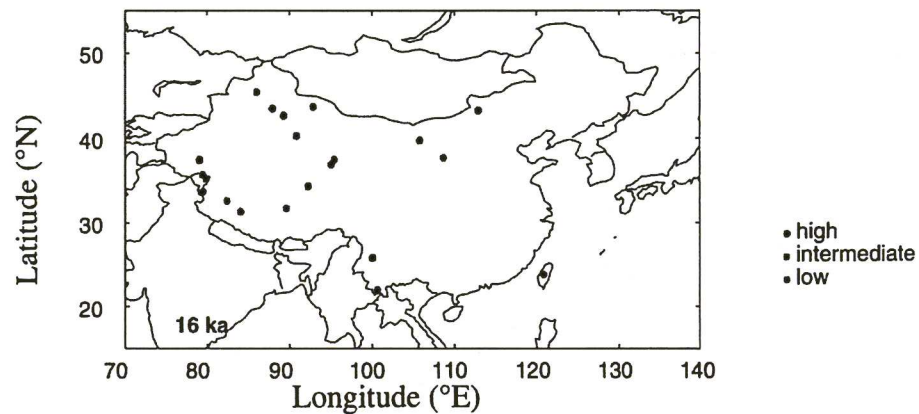 50
40
30
20
Latitude (°N)
16 ka
70 80 90 100 110 120 130 140
Longitude (°E)
high
intermediate
low